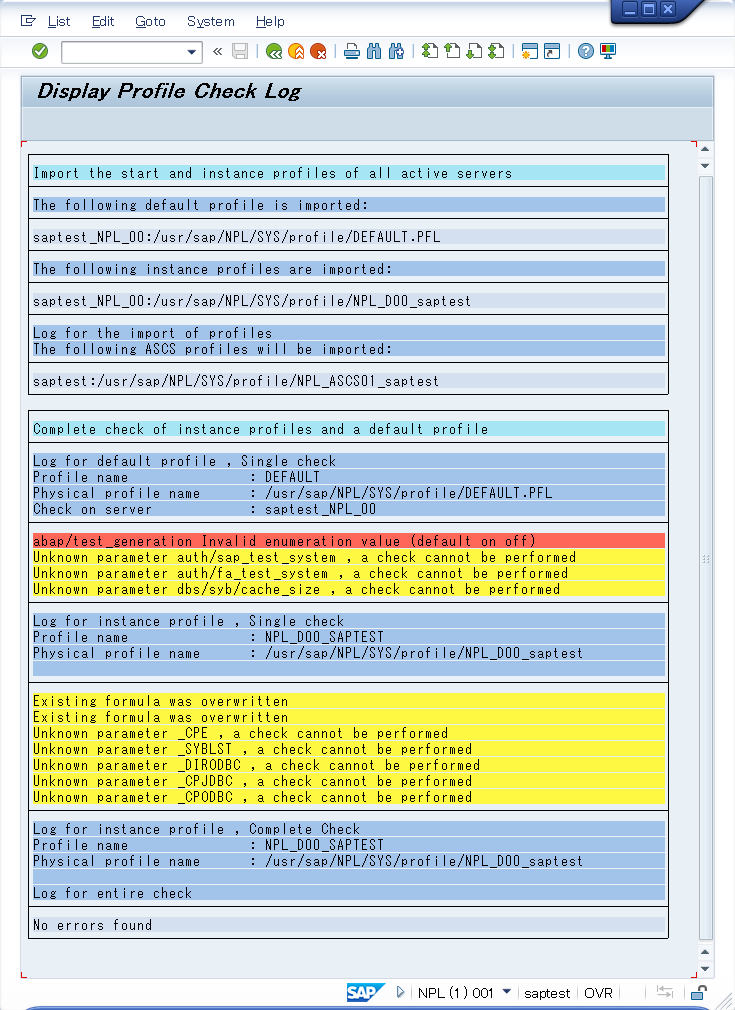 List Edit Goto System Help
Display Profile Check Log
Import the start and instance profiles of all active servers
The following default profile is imported:
saptest_NPL_00:/usr/sap/NPL/SYS/profile/DEFAULT.PFL
The following instance profiles are imported:
saptest_NPL_00:/usr/sap/NPL/SYS/profile/NPL_D00_saptest
Log for the import of profiles
The following ASCS profiles will be imported:
saptest:/usr/sap/NPL/SYS/profile/NPL_ASCS01_saptest
Complete check of instance profiles and a default profile
Log for default profile , Single check
Profile name : DEFAULT
Physical profile name : /usr/sap/NPL/SYS/profile/DEFAULT.PFL
Check on server : saptest_NPL_00
abap/test_generation Invalid enumeration value (default on off)
Unknown parameter auth/sap_test_system , a check cannot be performed
Unknown parameter auth/fa_test_system , a check cannot be performed
Unknown parameter dbs/syb/cache_size , a check cannot be performed
Log for instance profile , Single check
Profile name : NPL_D00_SAPTEST
Physical profile name : /usr/sap/NPL/SYS/profile/NPL_D00_saptest
Existing formula was overwritten
Existing formula was overwritten
Unknown parameter _CPE , a check cannot be performed
Unknown parameter _SYBLST , a check cannot be performed
Unknown parameter _DIRODBC , a check cannot be performed
Unknown parameter _CPJDBC , a check cannot be performed
Unknown parameter _CPODBC , a check cannot be performed
Log for instance profile , Complete Check
Profile name : NPL_D00_SAPTEST
Physical profile name : /usr/sap/NPL/SYS/profile/NPL_D00_saptest
Log for entire check
No errors found
SAP NPL (1) 001 saptest OVR